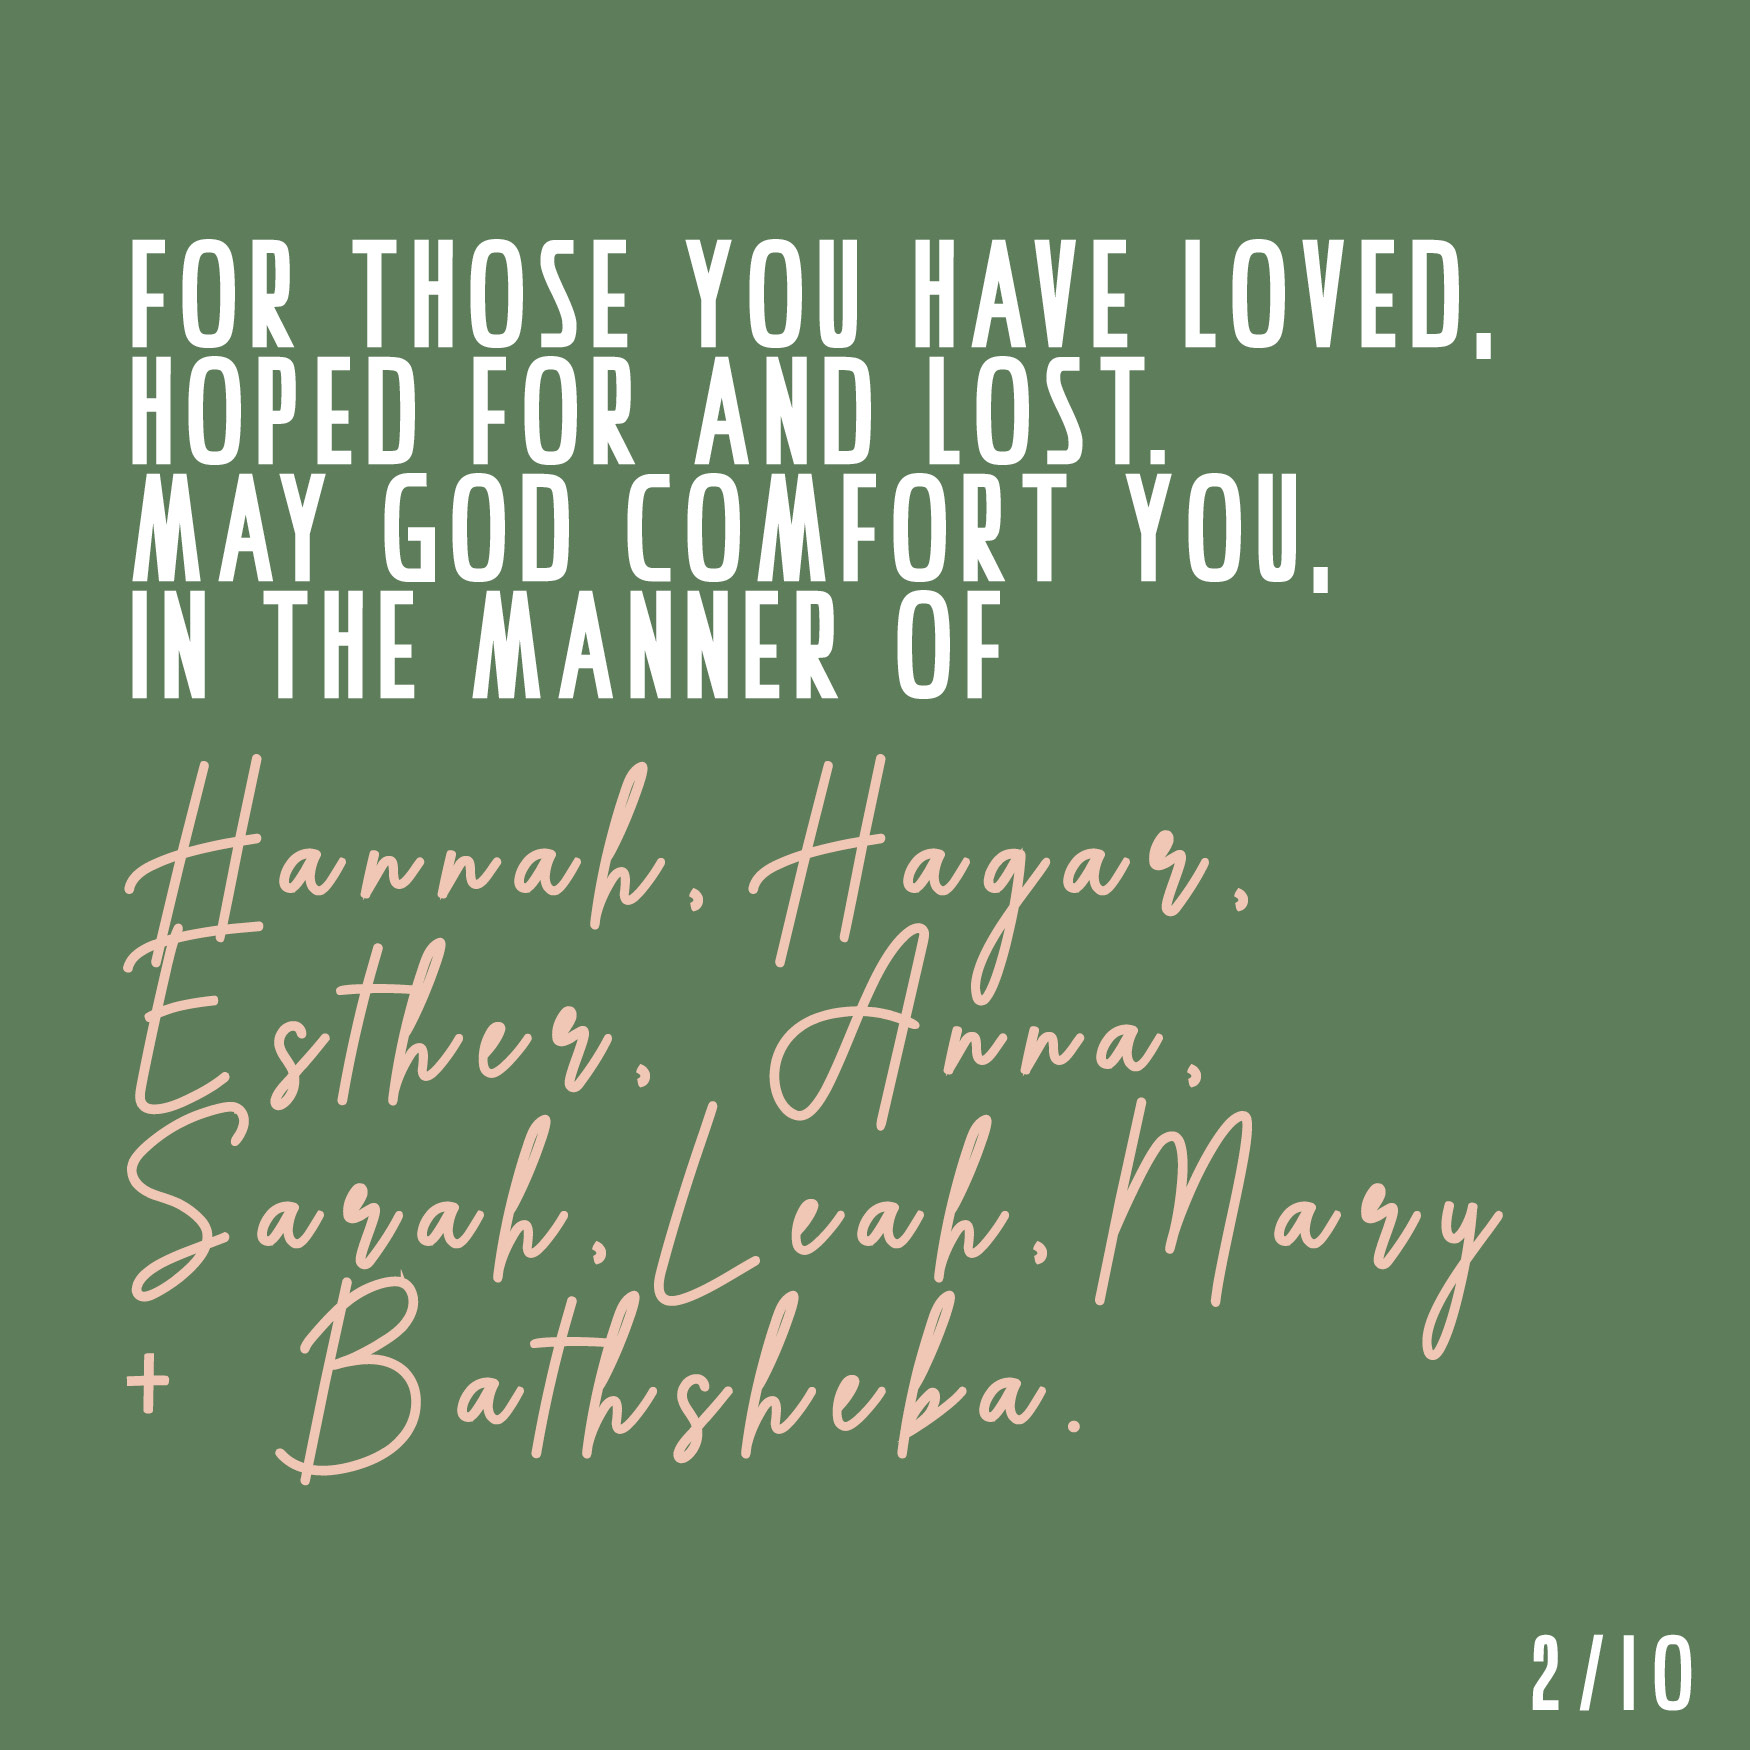 FOR THOSE YOU HAVE LOVED,
HOPED FOR AND LOST.
MAY GOD COMFORT YOU,
IN THE MANNER OF
Hannah, Hagar,
Esther, Anna,
Sarah, Leah, Mary
+ Bathsheba.
2/10